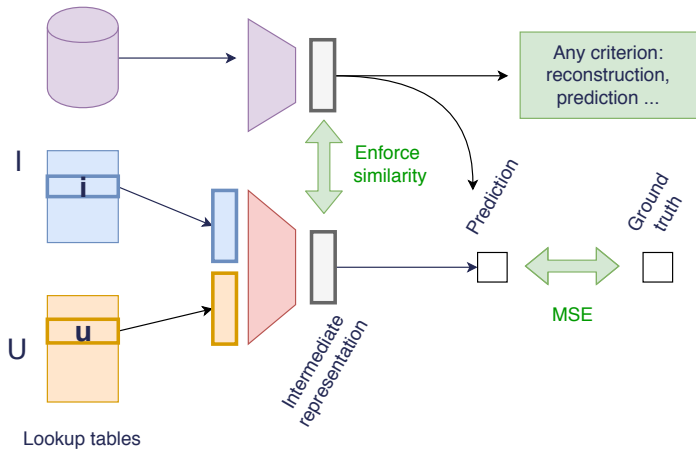 Any criterion:
reconstruction,
prediction ...
Enforce
similarity
I
i
Prediction
Ground
truth
MSE
U
u
Intermediate
representation
Lookup tables